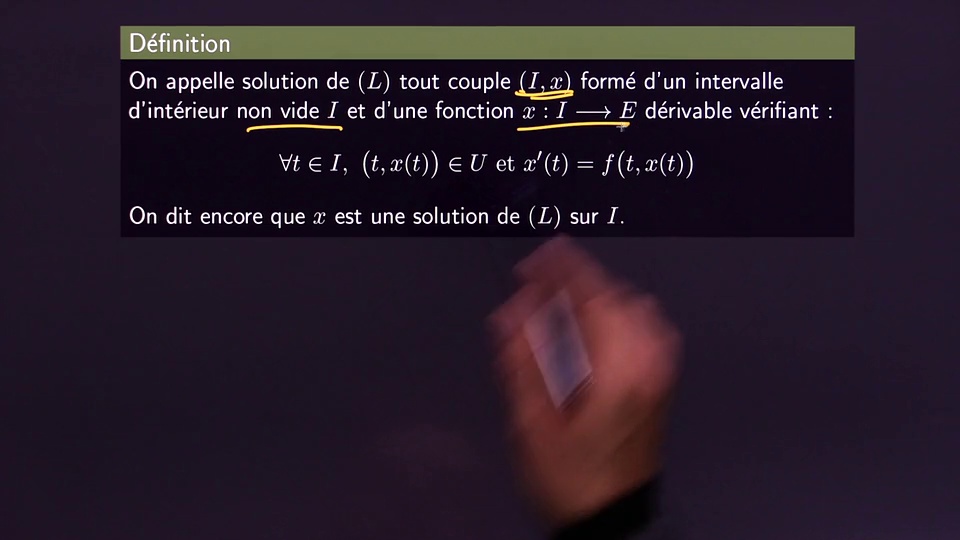 Définition
On appelle solution de (L) tout couple (I, x) formé d'un intervalle
d'intérieur non vide I et d'une fonction x : I ⟶ E dérivable vérifiant :
∀t ∈ I, (t, x(t)) ∈ U et x′(t) = f(t, x(t))
On dit encore que x est une solution de (L) sur I.